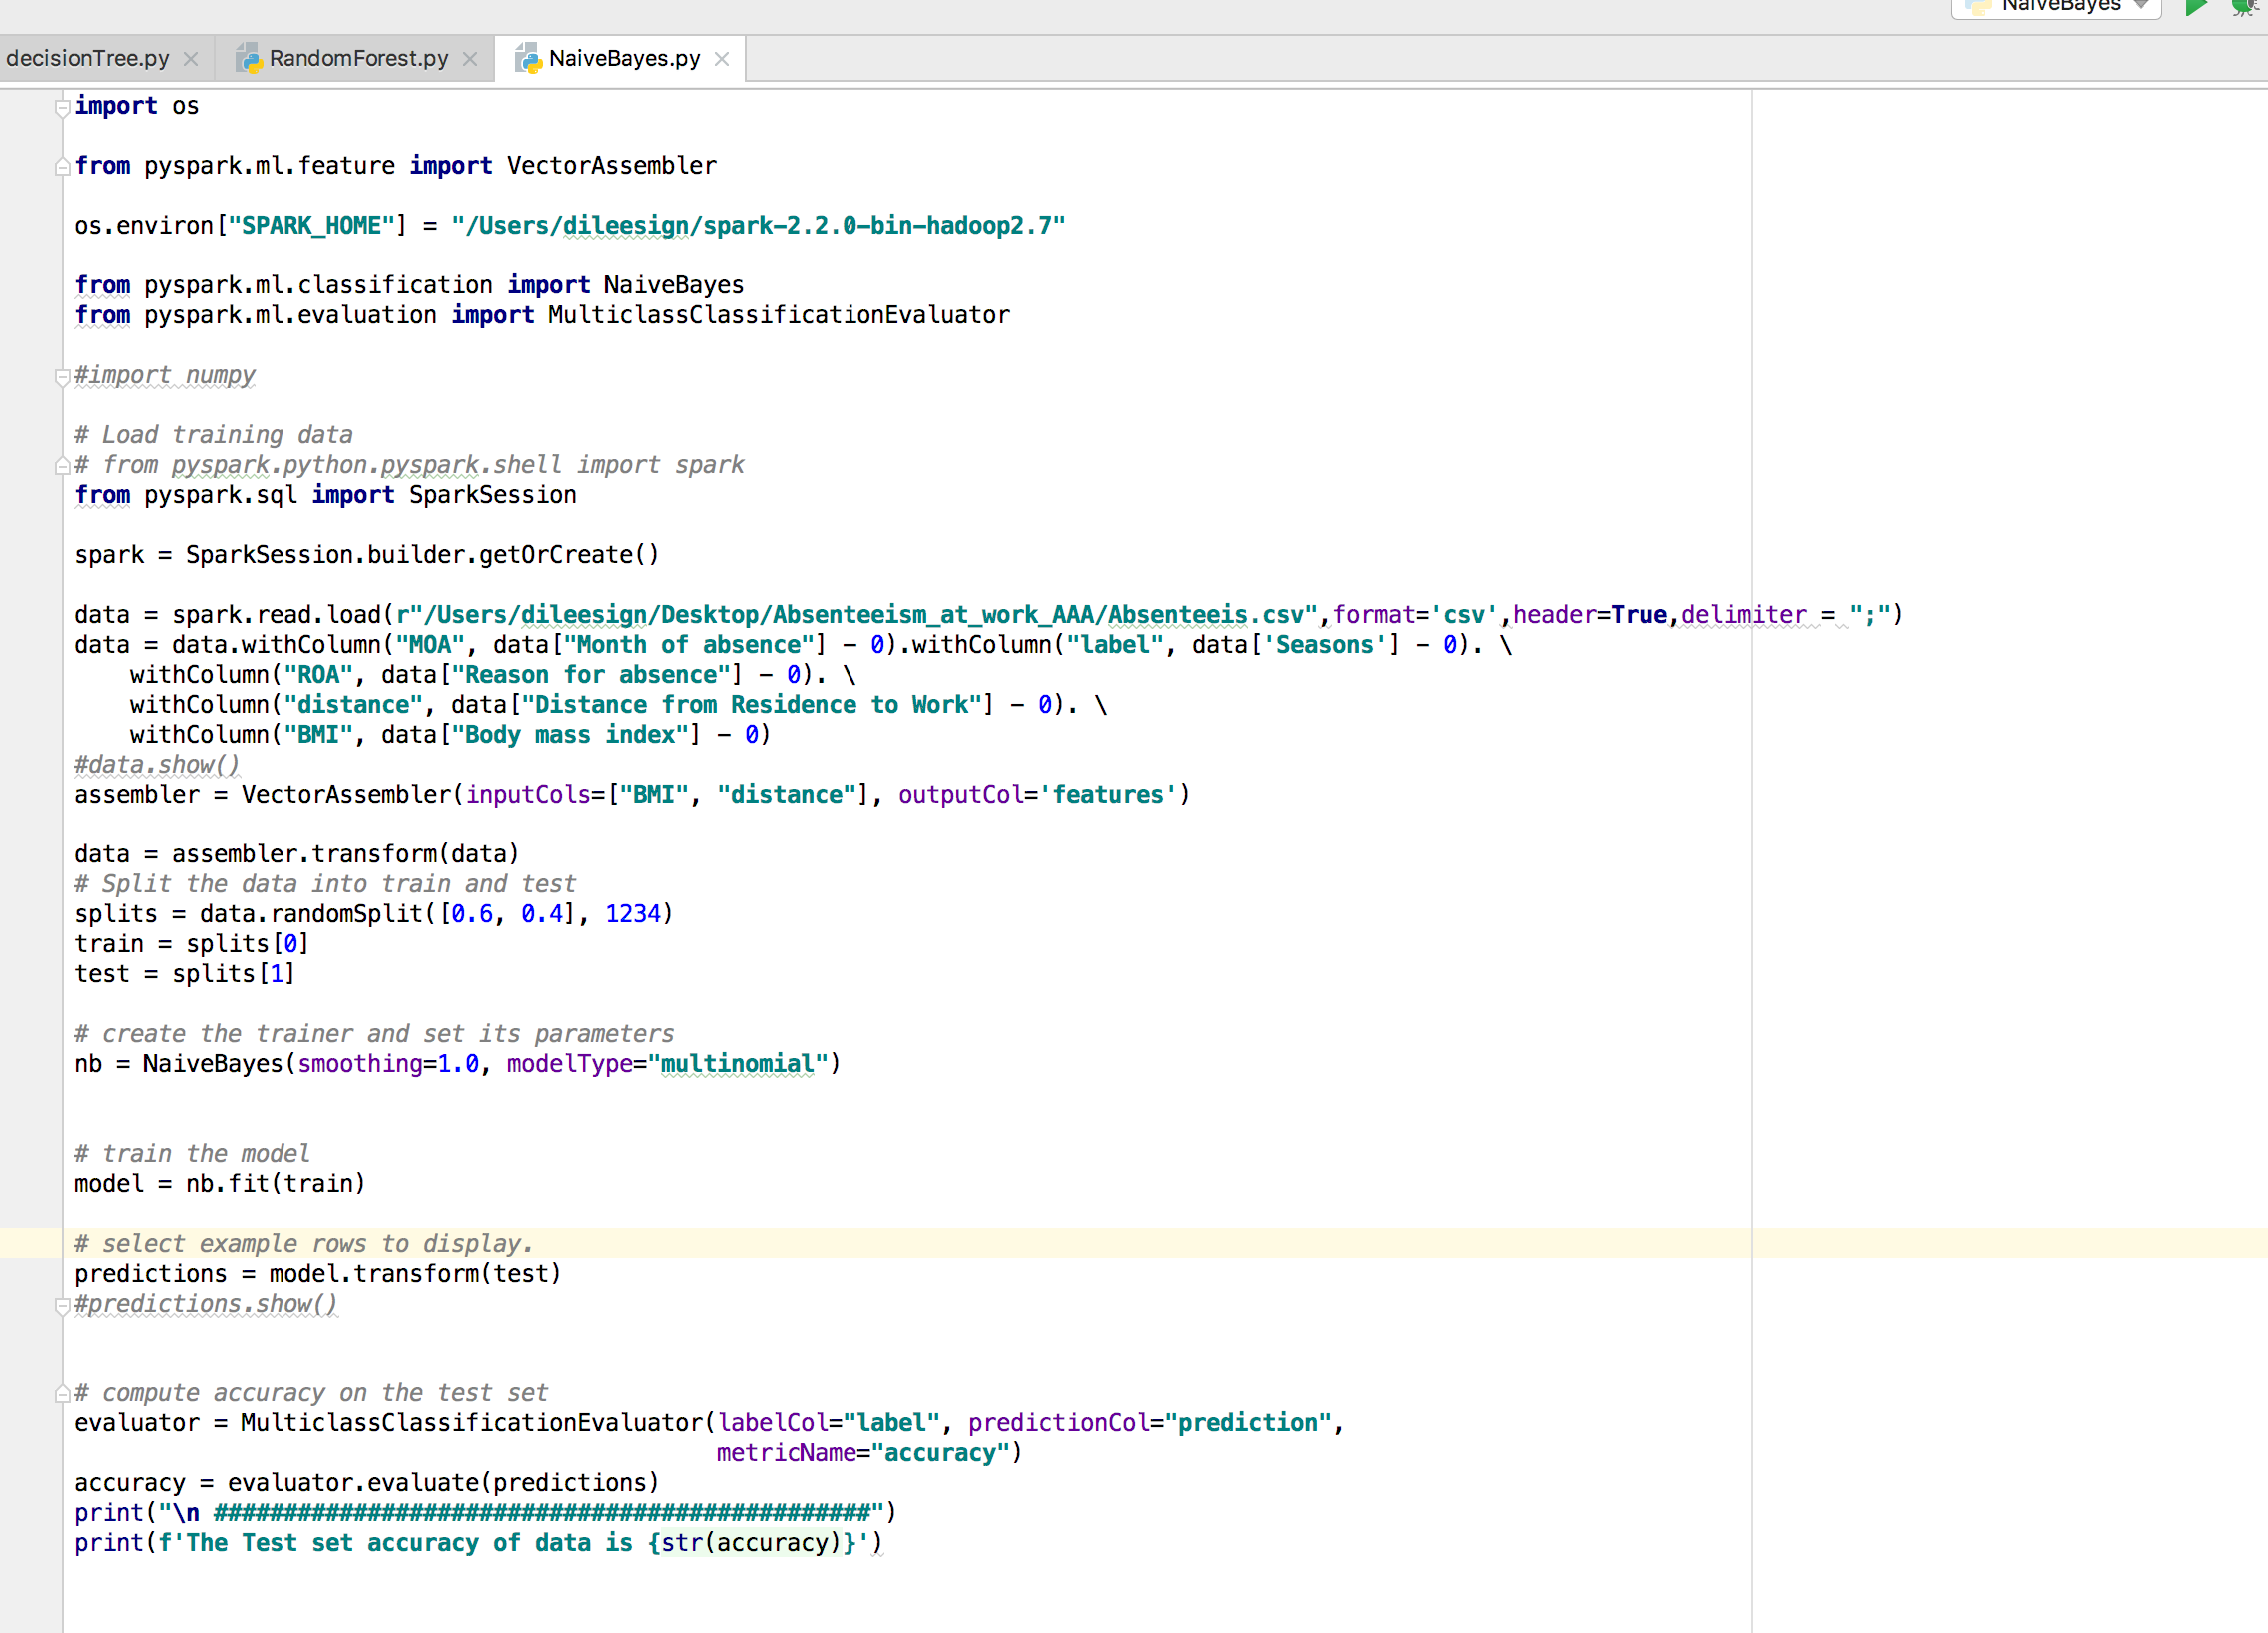 NaiveBayes
decisionTree.py
RandomForest.py
NaiveBayes.py
import os
from pyspark.ml.feature import VectorAssembler
os.environ["SPARK_HOME"] = "/Users/dileesign/spark-2.2.0-bin-hadoop2.7"
from pyspark.ml.classification import NaiveBayes
from pyspark.ml.evaluation import MulticlassClassificationEvaluator
#import numpy
# Load training data
# from pyspark.python.pyspark.shell import spark
from pyspark.sql import SparkSession
spark = SparkSession.builder.getOrCreate()
data = spark.read.load(r"/Users/dileesign/Desktop/Absenteeism_at_work_AAA/Absenteeis.csv",format='csv',header=True,delimiter = ";")
data = data.withColumn("MOA", data["Month of absence"] - 0).withColumn("label", data['Seasons'] - 0). \
    withColumn("ROA", data["Reason for absence"] - 0). \
    withColumn("distance", data["Distance from Residence to Work"] - 0). \
    withColumn("BMI", data["Body mass index"] - 0)
#data.show()
assembler = VectorAssembler(inputCols=["BMI", "distance"], outputCol='features')
data = assembler.transform(data)
# Split the data into train and test
splits = data.randomSplit([0.6, 0.4], 1234)
train = splits[0]
test = splits[1]
# create the trainer and set its parameters
nb = NaiveBayes(smoothing=1.0, modelType="multinomial")
# train the model
model = nb.fit(train)
# select example rows to display.
predictions = model.transform(test)
#predictions.show()
# compute accuracy on the test set
evaluator = MulticlassClassificationEvaluator(labelCol="label", predictionCol="prediction",
                                              metricName="accuracy")
accuracy = evaluator.evaluate(predictions)
print("\n ###############################################")
print(f'The Test set accuracy of data is {str(accuracy)}')